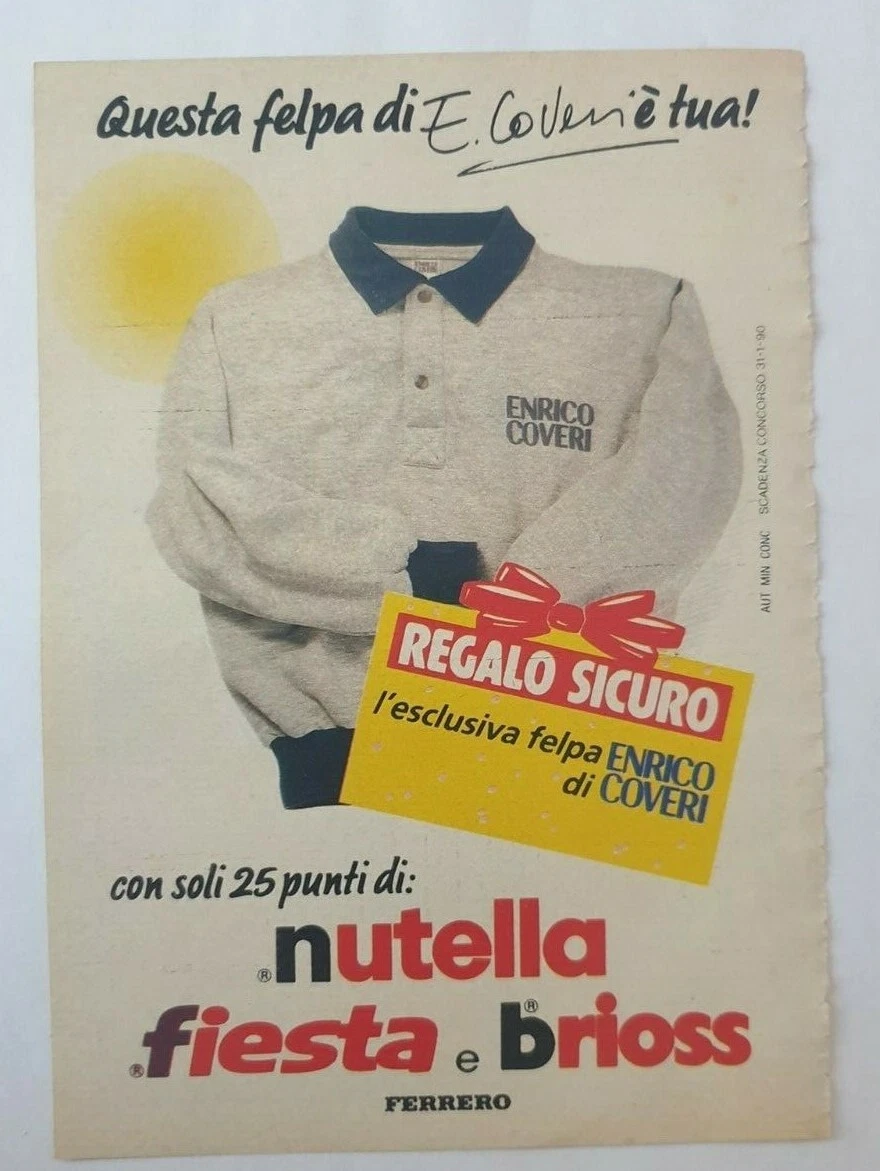 Questa felpa di E. Coveri è tua!
ENRICO
COVERI
AUT MIN CONC SCADENZA CONCORSO 31-1-90
REGALO SICURO
l'esclusiva felpa ENRICO
di COVERI
con soli 25 punti di:
®nutella
®fiesta e b®rioss
FERRERO